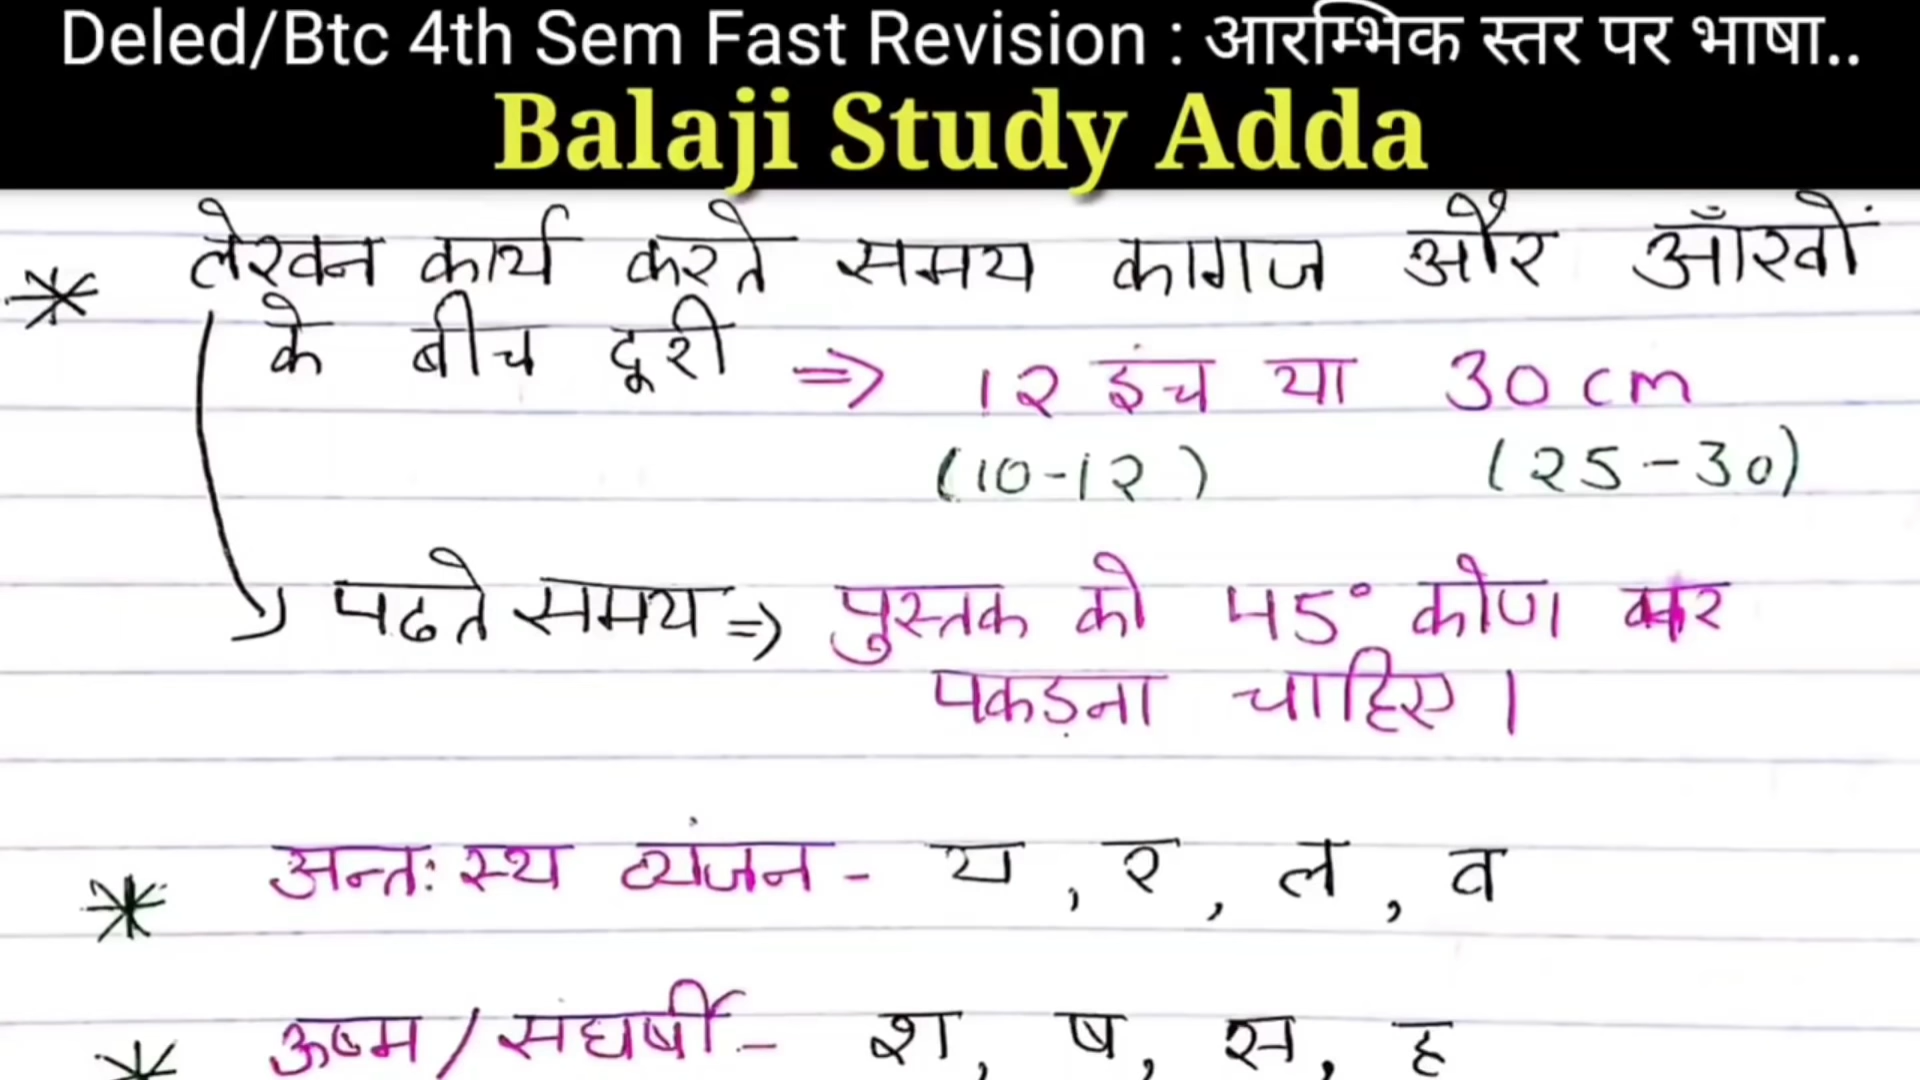 Deled/Btc 4th Sem Fast Revision : आरम्भिक स्तर पर भाषा..
Balaji Study Adda
* लेखन कार्य करते समय कागज और आँखों
के बीच दूरी ⇒ 12 इंच या 30 cm
(10-12) (25-30)
पढते समय ⇒ पुस्तक को 45° कोण पर
पकड़ना चाहिए।
* अन्तः स्थ व्यंजन - य, र, ल, व
* ऊष्म / संघर्षी - श, ष, स, ह